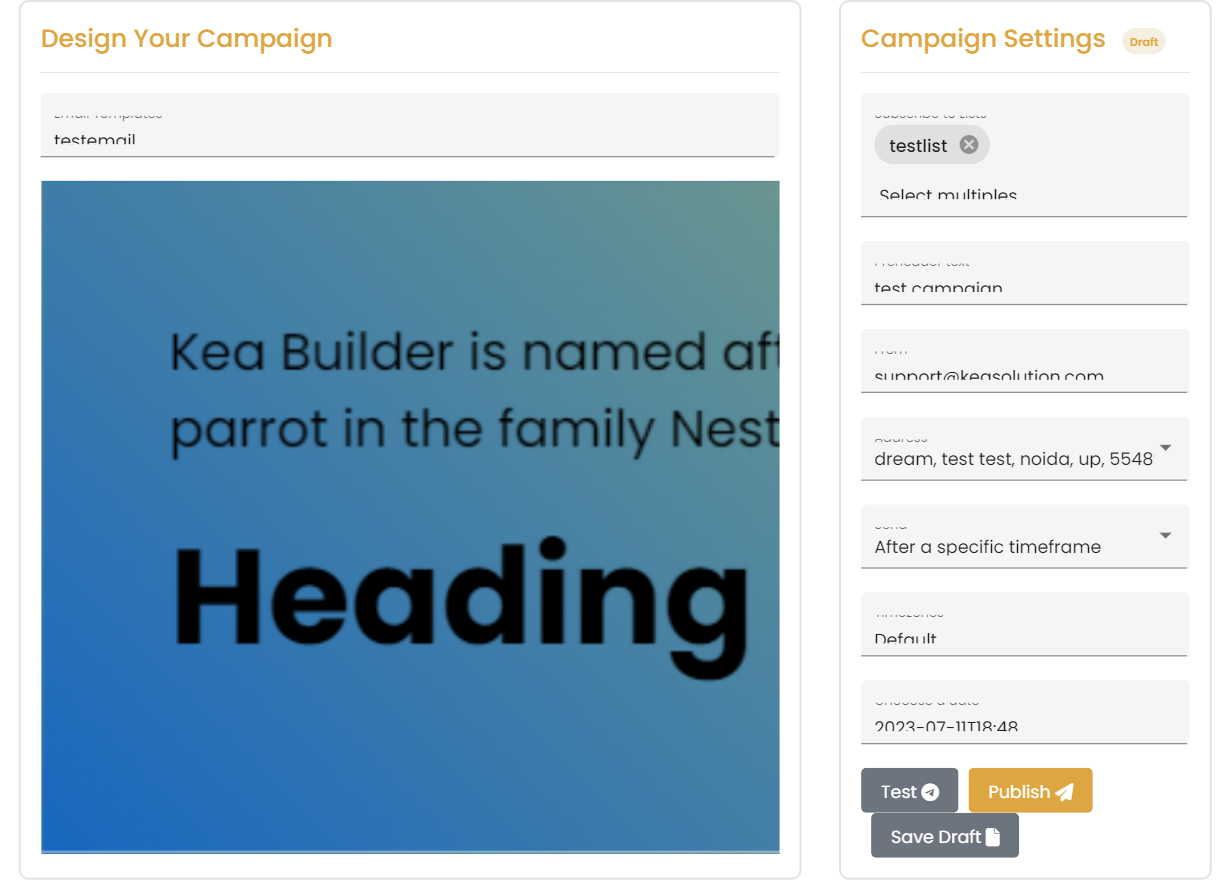 Design Your Campaign
Email Templates
testemail
Kea Builder is named aft
parrot in the family Nest
Heading
Campaign Settings
Draft
Subscribe to Lists
testlist
Select multiples
Preheader text
test campaign
From
support@keasolution.com
Address
dream, test test, noida, up, 5548
Send
After a specific timeframe
Timezones
Default
Choose a date
2023-07-11T18:48
Test
Publish
Save Draft